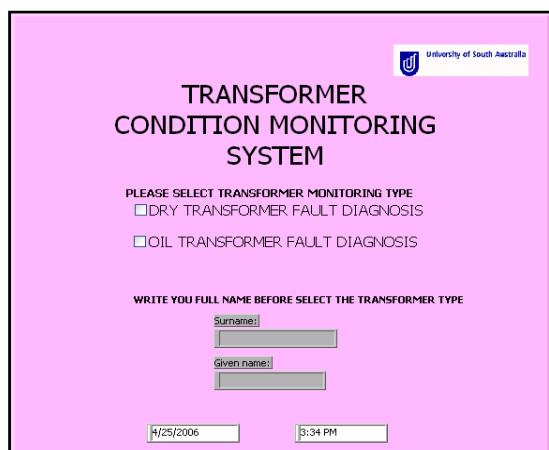 University of South Australia
TRANSFORMER
CONDITION MONITORING
SYSTEM
PLEASE SELECT TRANSFORMER MONITORING TYPE
DRY TRANSFORMER FAULT DIAGNOSIS
OIL TRANSFORMER FAULT DIAGNOSIS
WRITE YOU FULL NAME BEFORE SELECT THE TRANSFORMER TYPE
Surname:
Given name:
4/25/2006 3:34 PM